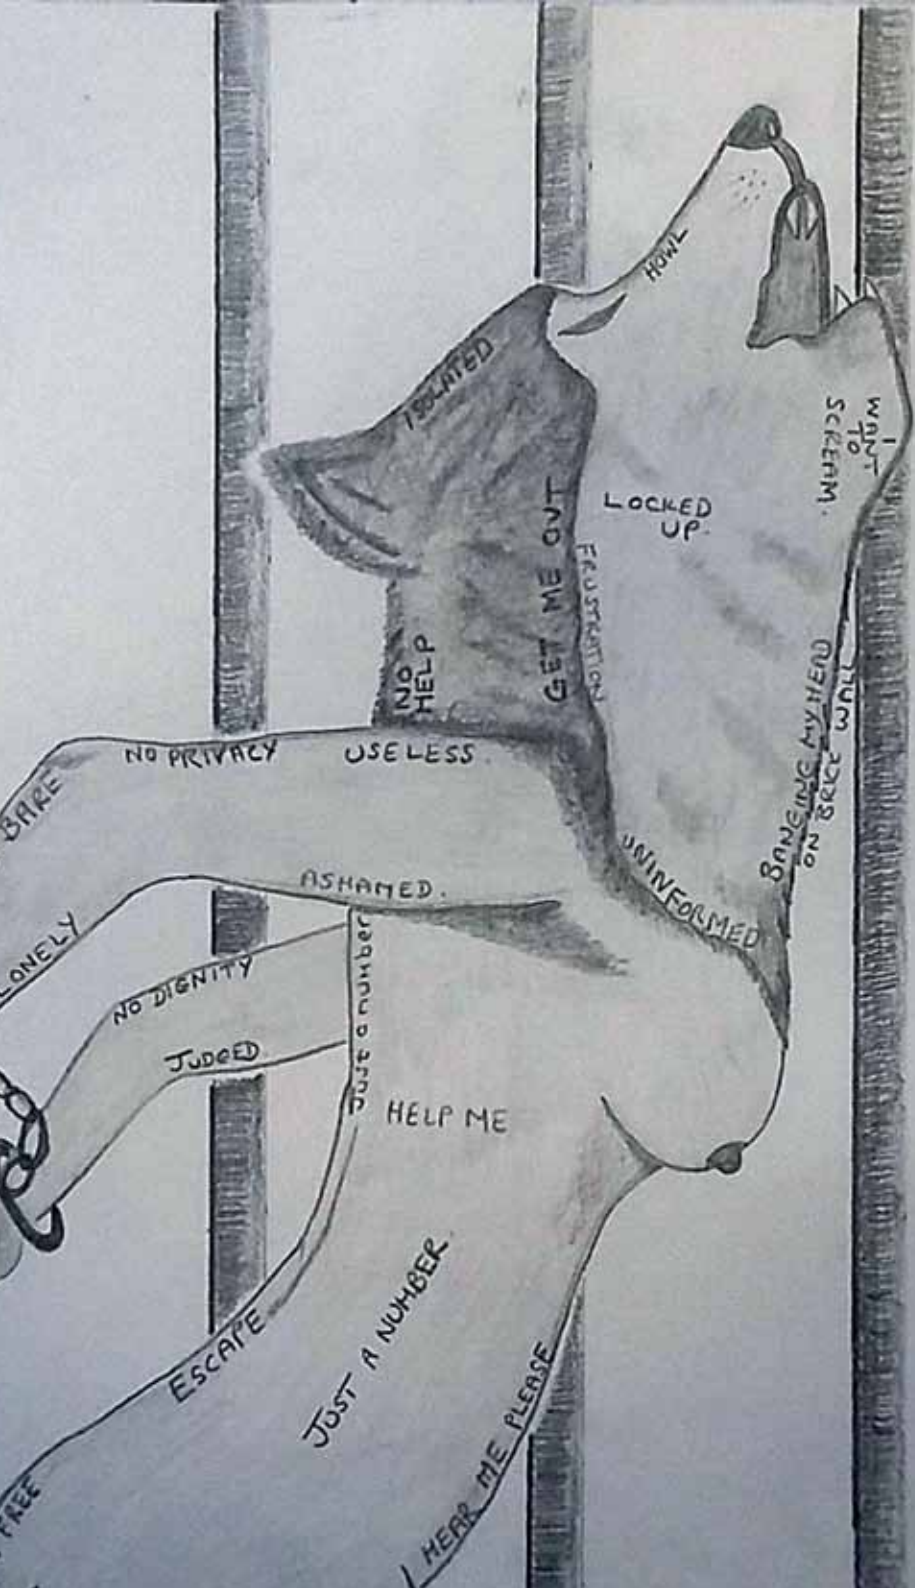 HOWL
ISOLATED
I
WANT
TO
SCREAM.
LOCKED
UP.
GET ME OUT
FRUSTRATION
NO
HELP
BANGING MY HEAD
ON BRICK WALL
NO PRIVACY
USELESS.
BARE
ASHAMED.
UNINFORMED
LONELY
NO DIGNITY
JUDGED
Just a number
HELP ME
JUST A NUMBER.
ESCAPE
HEAR ME PLEASE
FREE